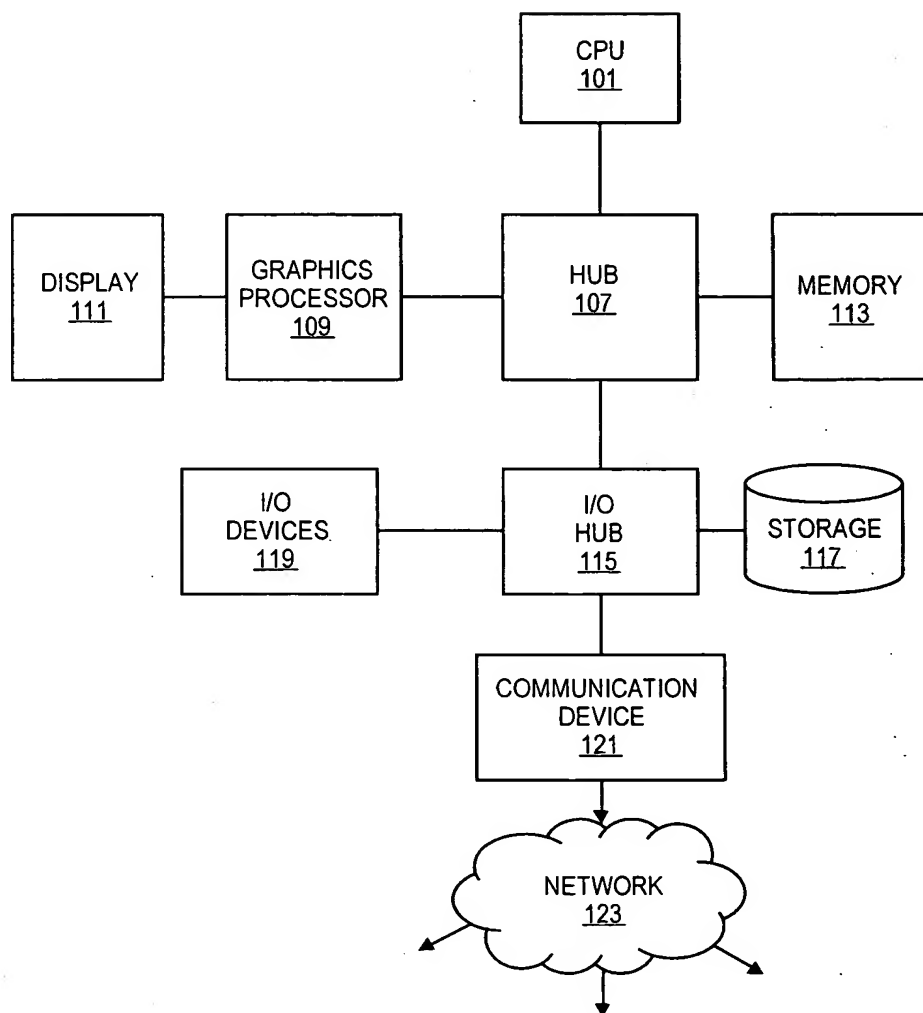 CPU
101
DISPLAY
111
GRAPHICS
PROCESSOR
109
HUB
107
MEMORY
113
I/O
DEVICES
119
I/O
HUB
115
STORAGE
117
COMMUNICATION
DEVICE
121
NETWORK
123